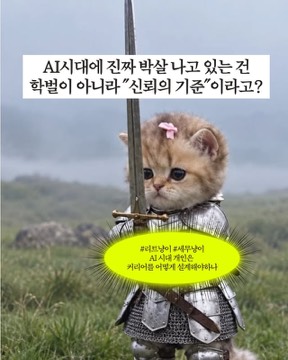 AI시대에 진짜 박살 나고 있는 건
학벌이 아니라 "신뢰의 기준"이라고?
#리트냥이 #세무냥이
AI 시대 개인은
커리어를 어떻게 설계해야하나